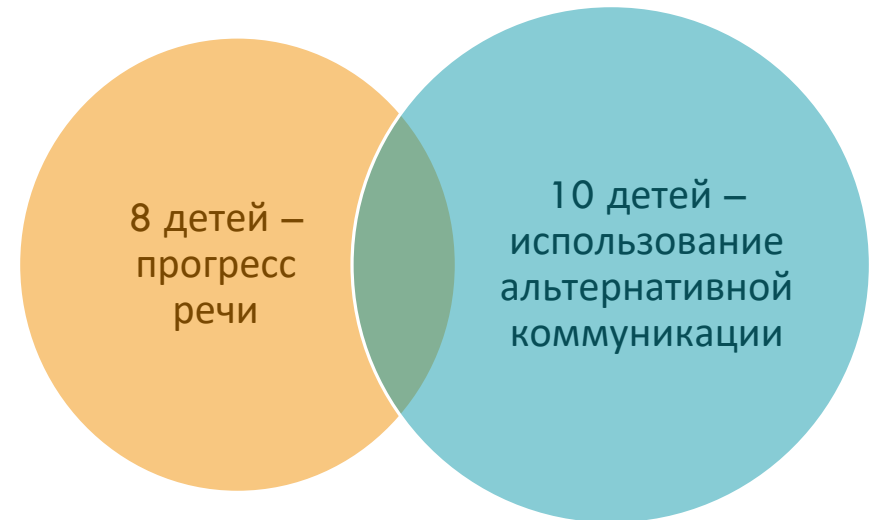 8 детей –
прогресс
речи
10 детей –
использование
альтернативной
коммуникации